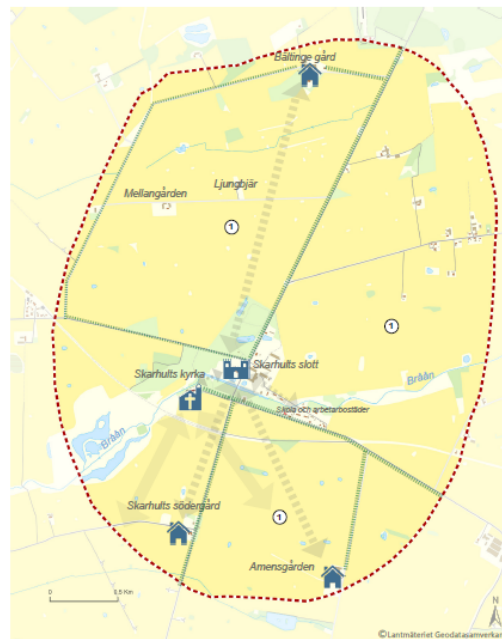 Bältinge gård
Ljungbjär
Mellangården
1
1
Skarhults slott
Skarhults kyrka
Bråån
Skola och arbetarbostäder
Bråån
Skarhults södergård
1
Amensgården
0
0,5 Km
N
©Lantmäteriet Geodatasamverkan